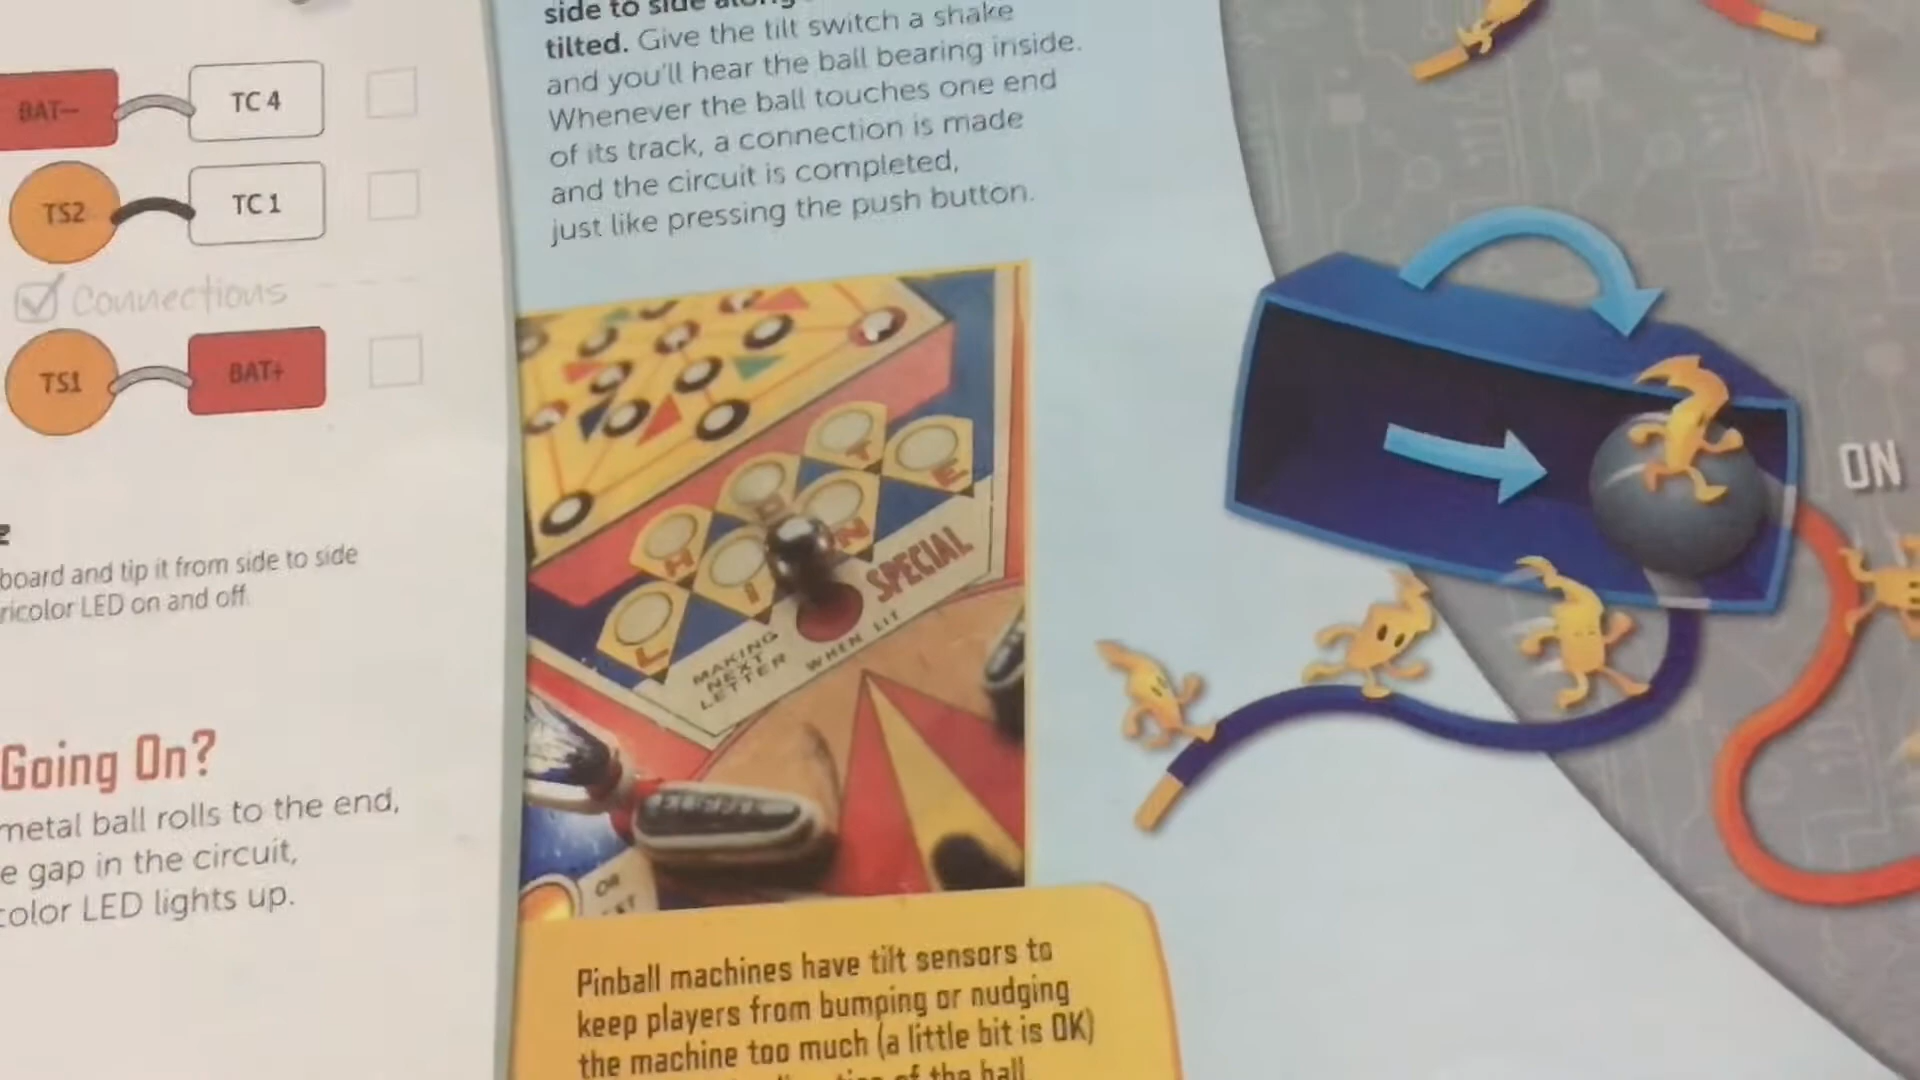 BAT-
TC 4
TS2
TC 1
Connections
TS1
BAT+
board and tip it from side to side
LED on and off
Going On?
metal ball rolls to the end,
gap in the circuit,
LED lights up.
side to side along
tilted. Give the tilt switch a shake
and you'll hear the ball bearing inside.
Whenever the ball touches one end
of its track, a connection is made
and the circuit is completed,
just like pressing the push button.
SPECIAL
WHEN LIT
MAKING
NEXT
LETTER
OR
Pinball machines have tilt sensors to
keep players from bumping or nudging
the machine too much (a little bit is OK)
of the ball
ON